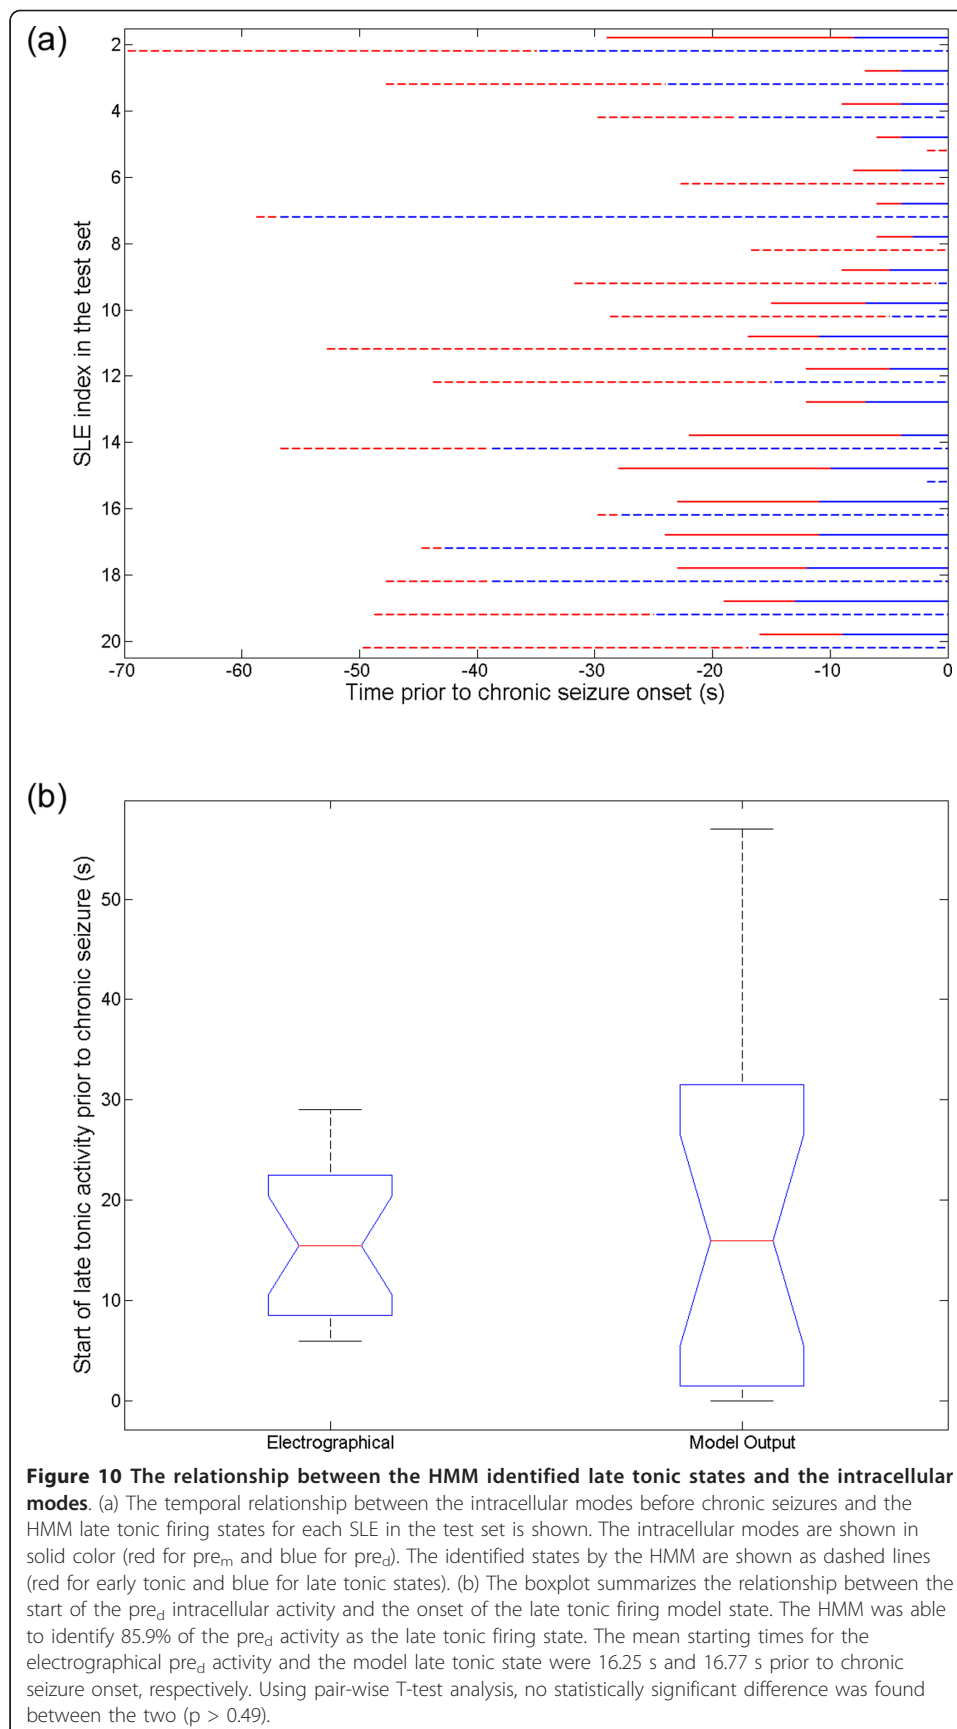 (a)
2
4
6
8
10
12
14
16
18
20
SLE index in the test set
-70
-60
-50
-40
-30
-20
-10
0
Time prior to chronic seizure onset (s)
(b)
50
40
30
20
10
0
Start of late tonic activity prior to chronic seizure (s)
Electrographical
Model Output
Figure 10 The relationship between the HMM identified late tonic states and the intracellular
modes. (a) The temporal relationship between the intracellular modes before chronic seizures and the
HMM late tonic firing states for each SLE in the test set is shown. The intracellular modes are shown in
solid color (red for preₘ and blue for pre_d). The identified states by the HMM are shown as dashed lines
(red for early tonic and blue for late tonic states). (b) The boxplot summarizes the relationship between the
start of the pre_d intracellular activity and the onset of the late tonic firing model state. The HMM was able
to identify 85.9% of the pre_d activity as the late tonic firing state. The mean starting times for the
electrographical pre_d activity and the model late tonic state were 16.25 s and 16.77 s prior to chronic
seizure onset, respectively. Using pair-wise T-test analysis, no statistically significant difference was found
between the two (p > 0.49).